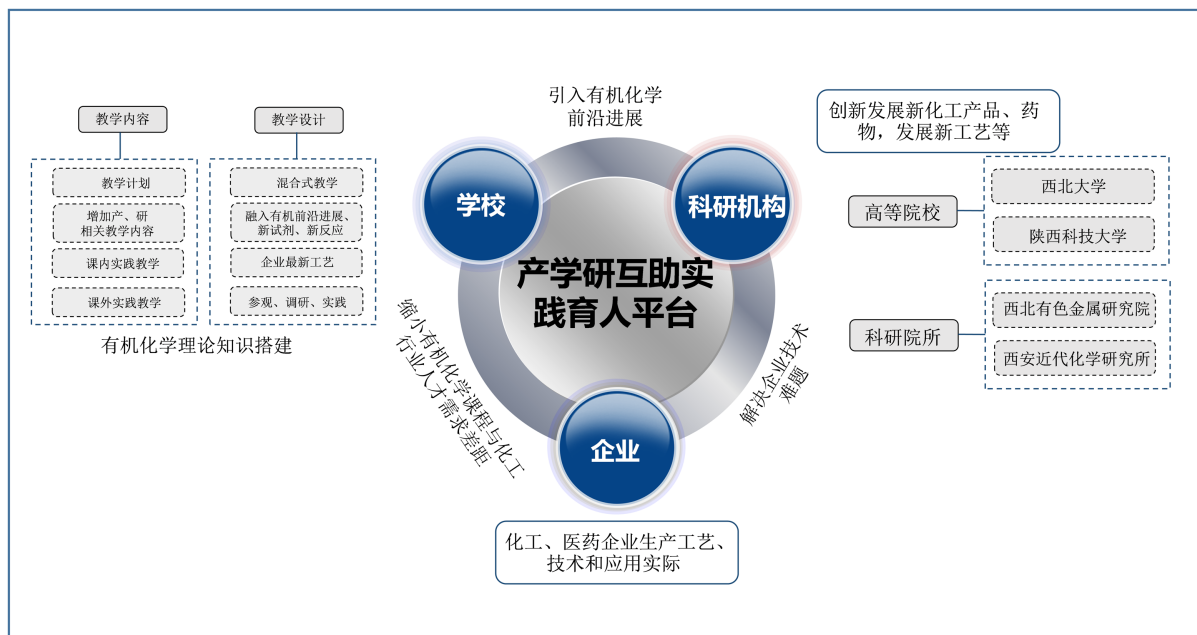 教学内容
教学计划
增加产、研
相关教学内容
课内实践教学
课外实践教学
教学设计
混合式教学
融入有机前沿进展、
新试剂、新反应
企业最新工艺
参观、调研、实践
有机化学理论知识搭建
引入有机化学
前沿进展
学校
科研机构
产学研互助实
践育人平台
缩小有机化学课程与化工
行业人才需求差距
解决企业技术
难题
企业
化工、医药企业生产工艺、
技术和应用实际
创新发展新化工产品、药
物，发展新工艺等
高等院校
西北大学
陕西科技大学
科研院所
西北有色金属研究院
西安近代化学研究所